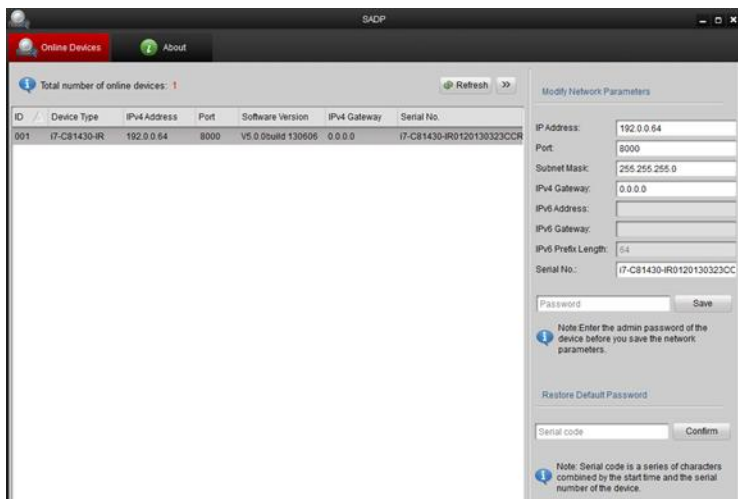 SADP
Online Devices
About
Total number of online devices: 1
Refresh
ID Device Type IPv4 Address Port Software Version IPv4 Gateway Serial No.
001 i7-C81430-IR 192.0.0.64 8000 V5.0.0build 130606 0.0.0.0 i7-C81430-IR0120130323CCR
Modify Network Parameters
IP Address: 192.0.0.64
Port: 8000
Subnet Mask: 255.255.255.0
IPv4 Gateway: 0.0.0.0
IPv6 Address:
IPv6 Gateway:
IPv6 Prefix Length: 64
Serial No.: i7-C81430-IR0120130323CC
Password Save
Note:Enter the admin password of the
device before you save the network
parameters.
Restore Default Password
Serial code Confirm
Note: Serial code is a series of characters
combined by the start time and the serial
number of the device.